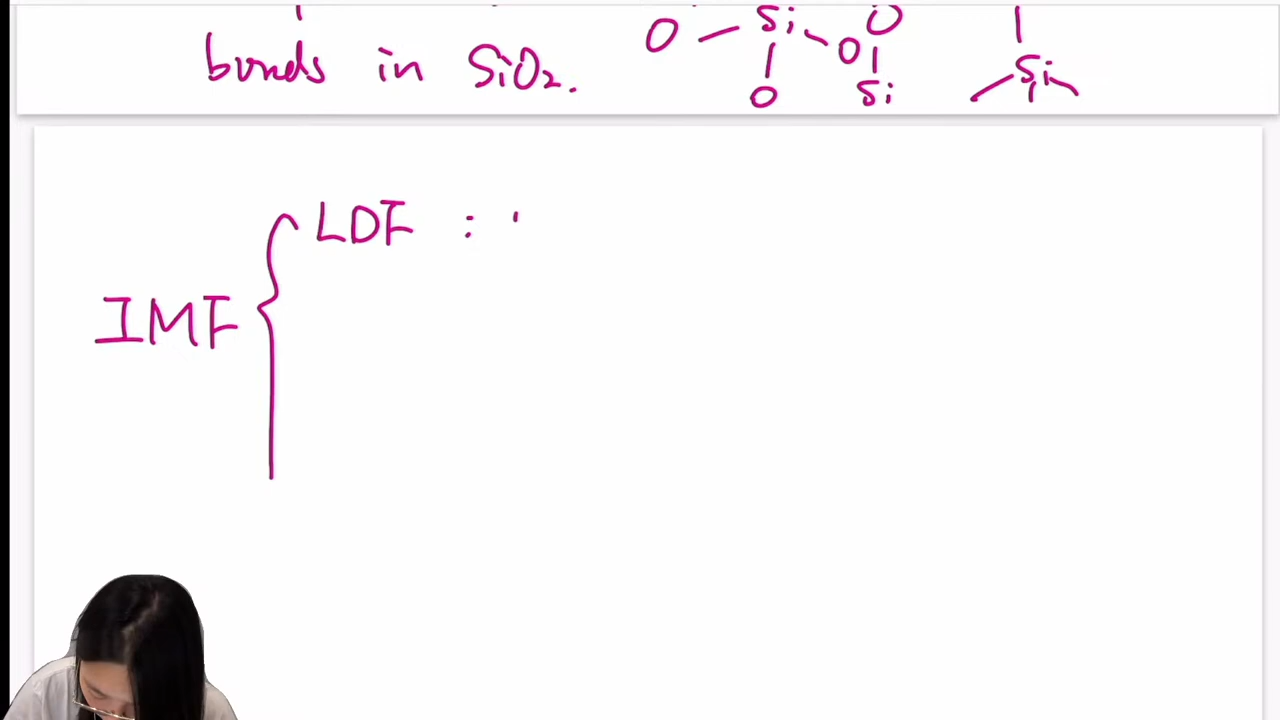 O Si O O Si
bonds in SiO2.
O Si
LDF : '
IMF